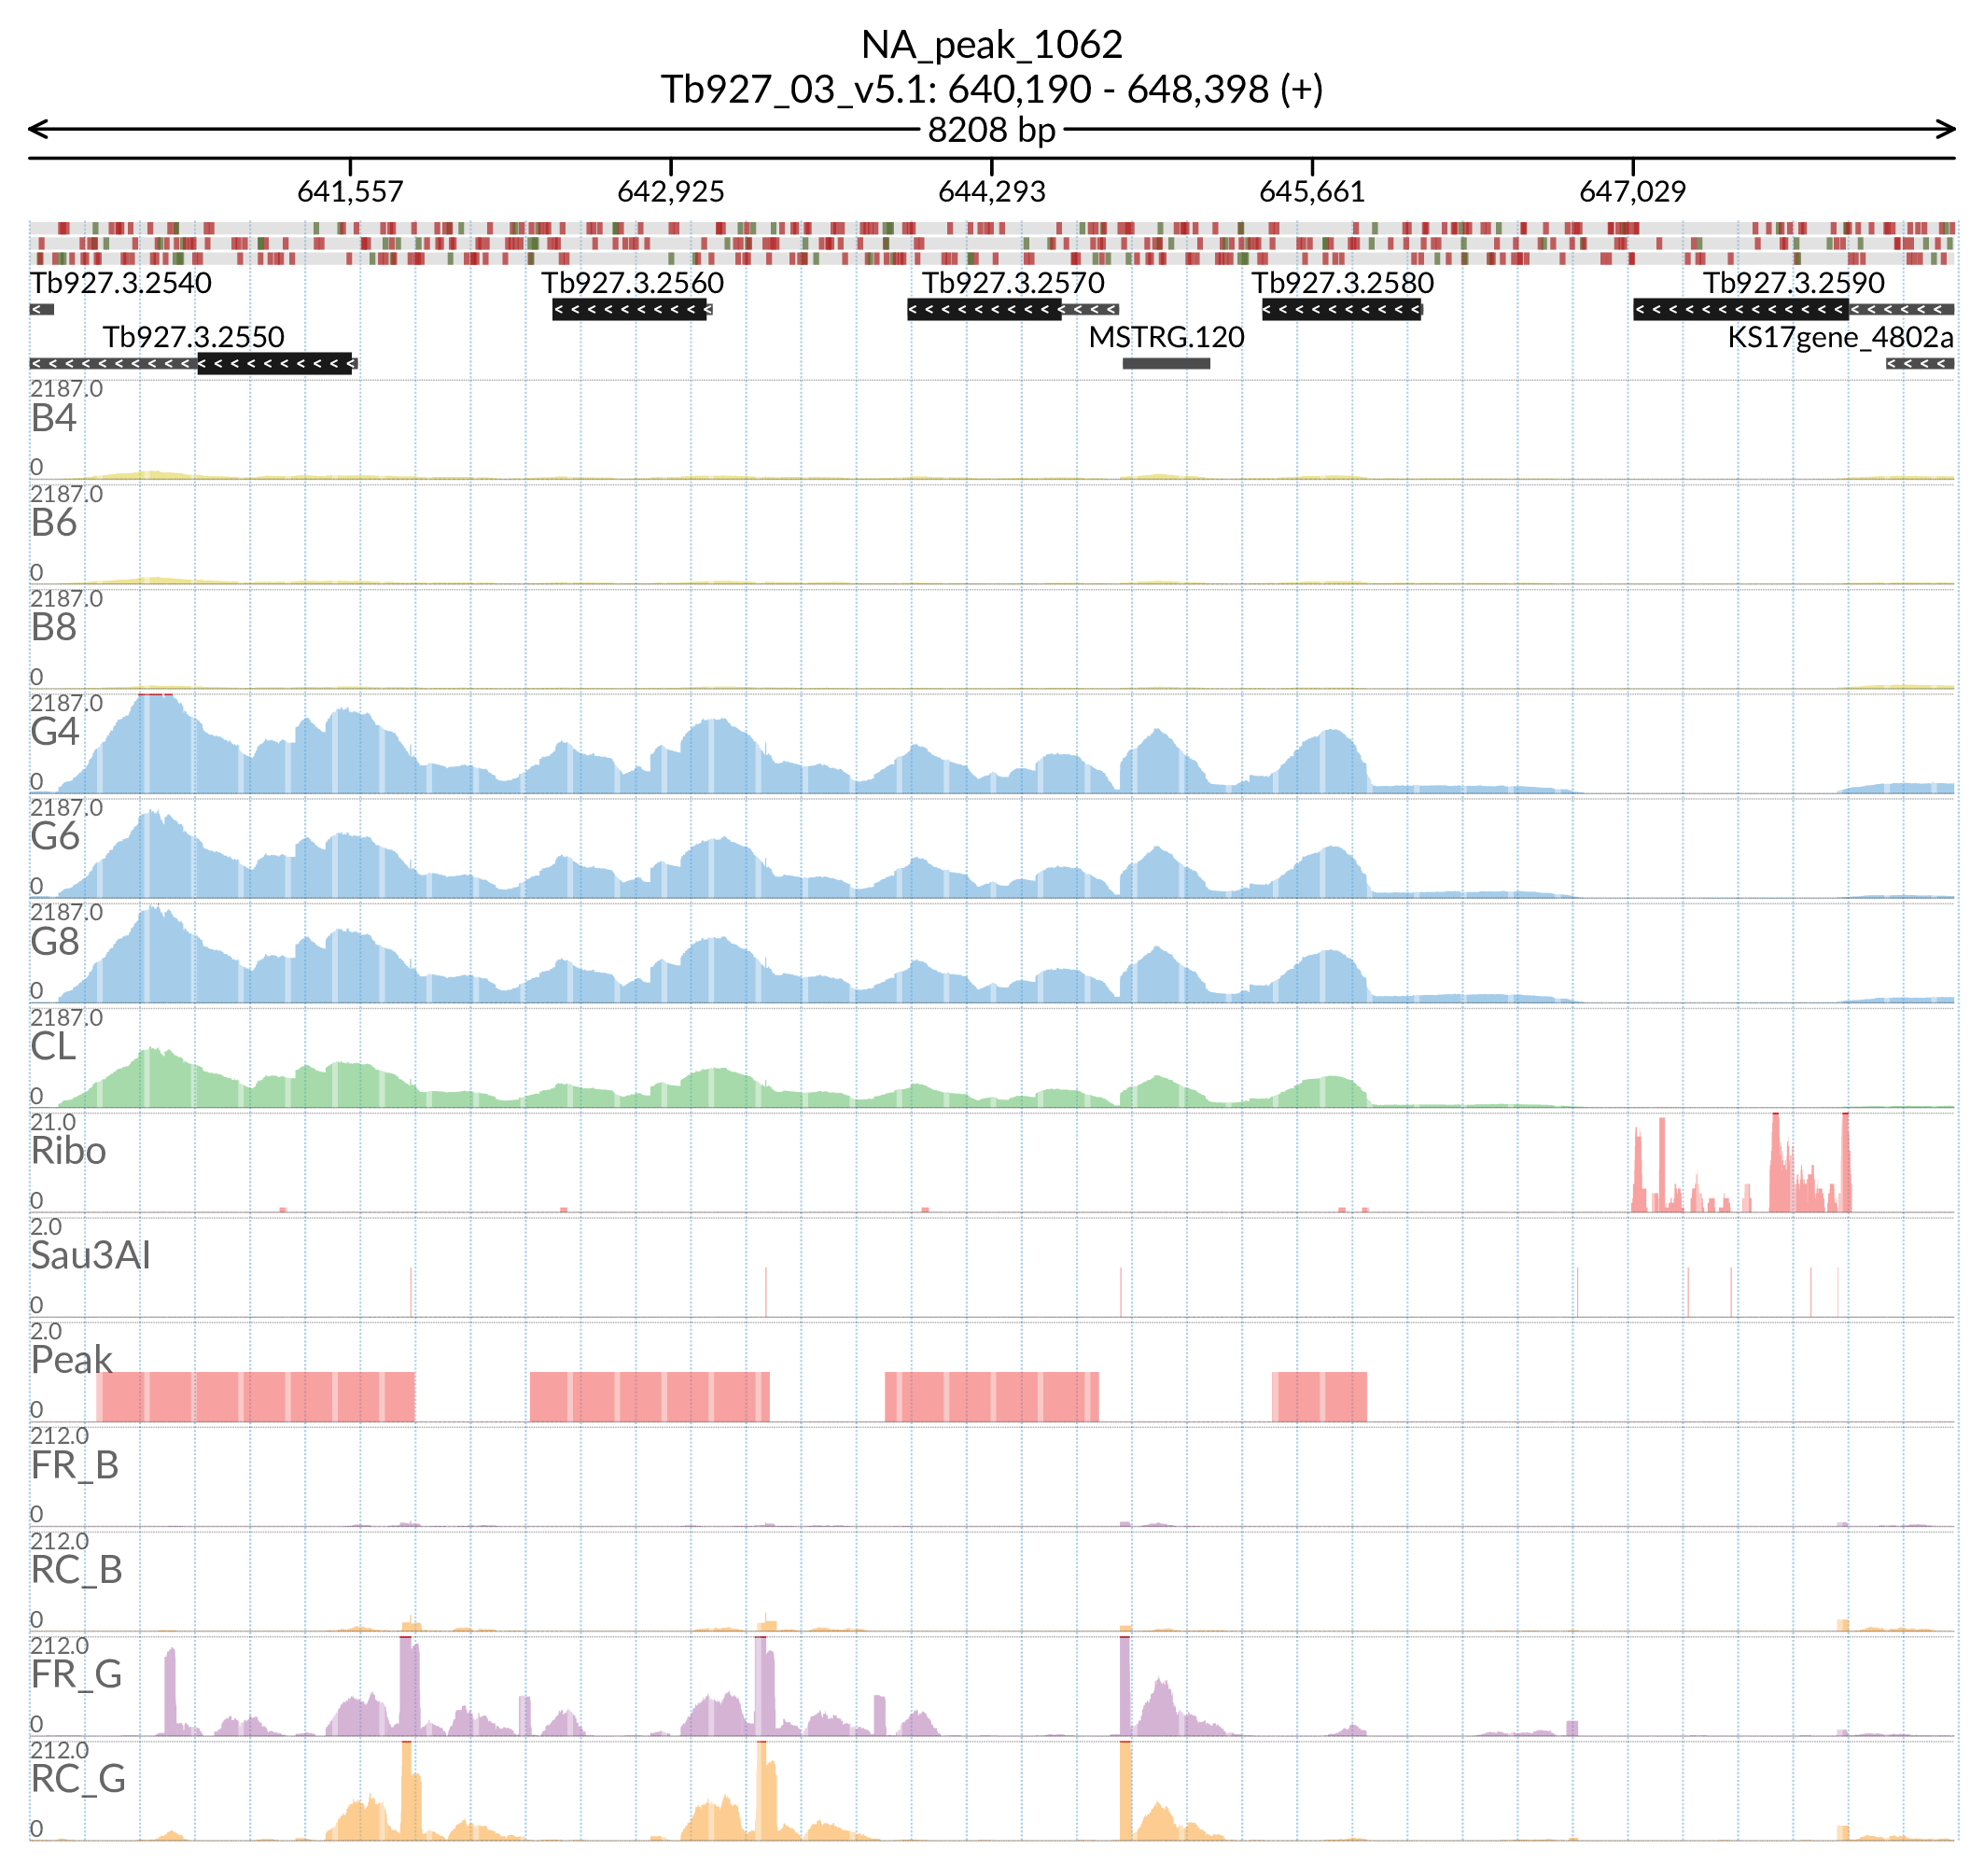 NA_peak_1062
Tb927_03_v5.1: 640,190 - 648,398 (+)
8208 bp
641,557 642,925 644,293 645,661 647,029
Tb927.3.2540 Tb927.3.2560 Tb927.3.2570 Tb927.3.2580 Tb927.3.2590
Tb927.3.2550 MSTRG.120 KS17gene_4802a
2187.0
B4
0
2187.0
B6
0
2187.0
B8
0
2187.0
G4
0
2187.0
G6
0
2187.0
G8
0
2187.0
CL
0
21.0
Ribo
0
2.0
Sau3AI
0
2.0
Peak
0
212.0
FR_B
0
212.0
RC_B
0
212.0
FR_G
0
212.0
RC_G
0